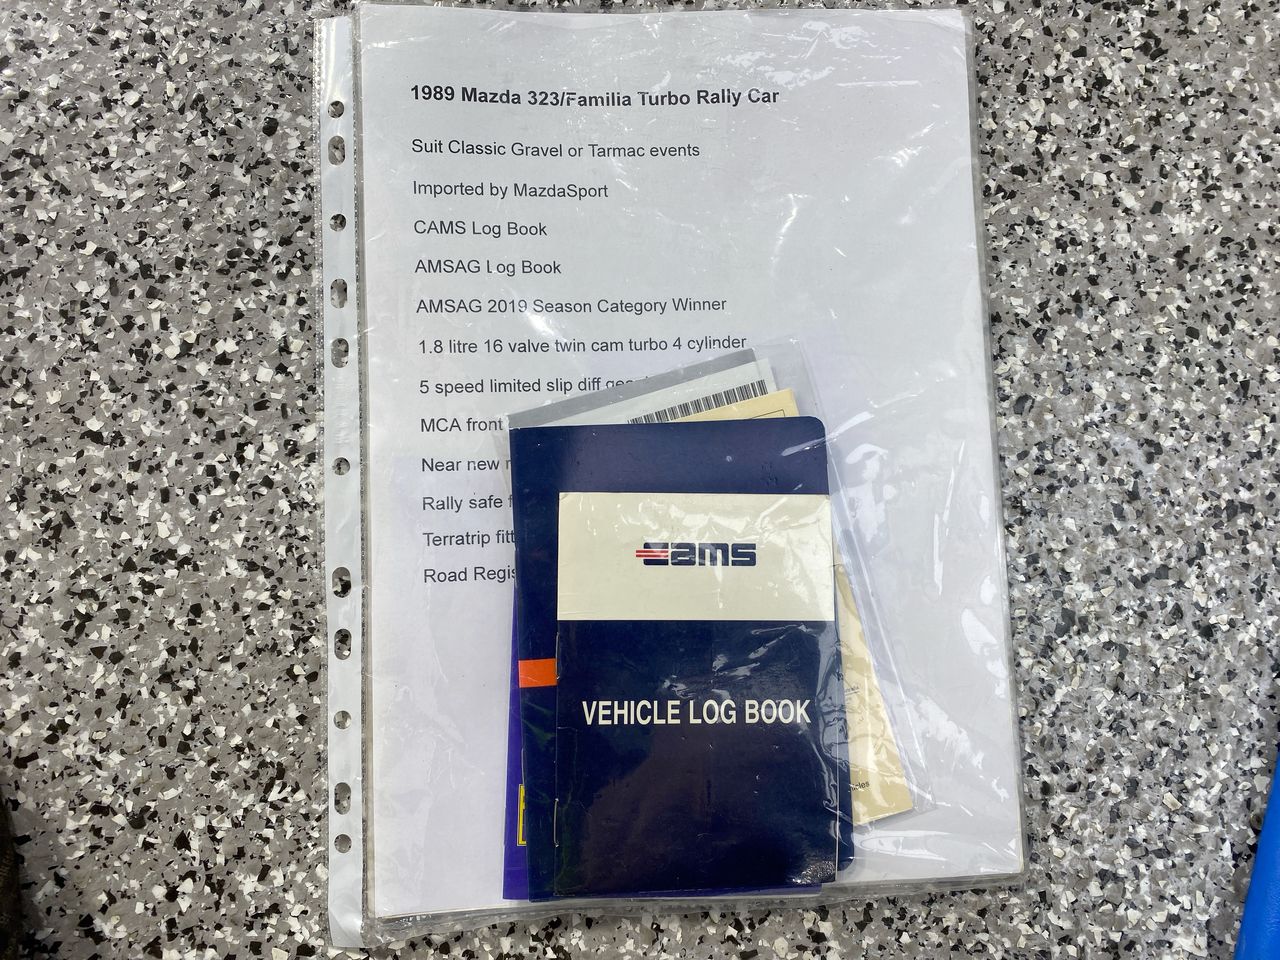 1989 Mazda 323/Familia Turbo Rally Car
Suit Classic Gravel or Tarmac events
Imported by MazdaSport
CAMS Log Book
AMSAG Log Book
AMSAG 2019 Season Category Winner
1.8 litre 16 valve twin cam turbo 4 cylinder
5 speed limited slip diff
MCA front
Near new
Rally safe
Terratrip
Road
cams
VEHICLE LOG BOOK